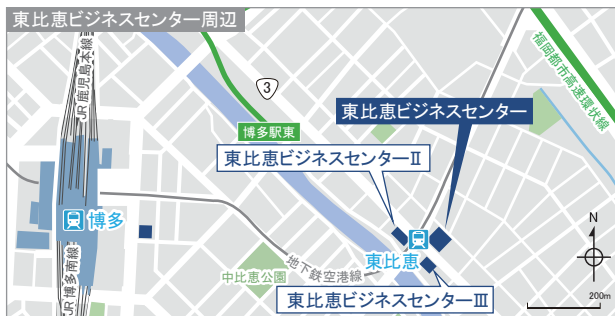 東比恵ビジネスセンター周辺
JR鹿児島本線
3
福岡都市高速環状線
東比恵ビジネスセンター
博多駅東
東比恵ビジネスセンターⅡ
博多
東比恵
N
地下鉄空港線
中比恵公園
JR博多南線
東比恵ビジネスセンターⅢ
200m